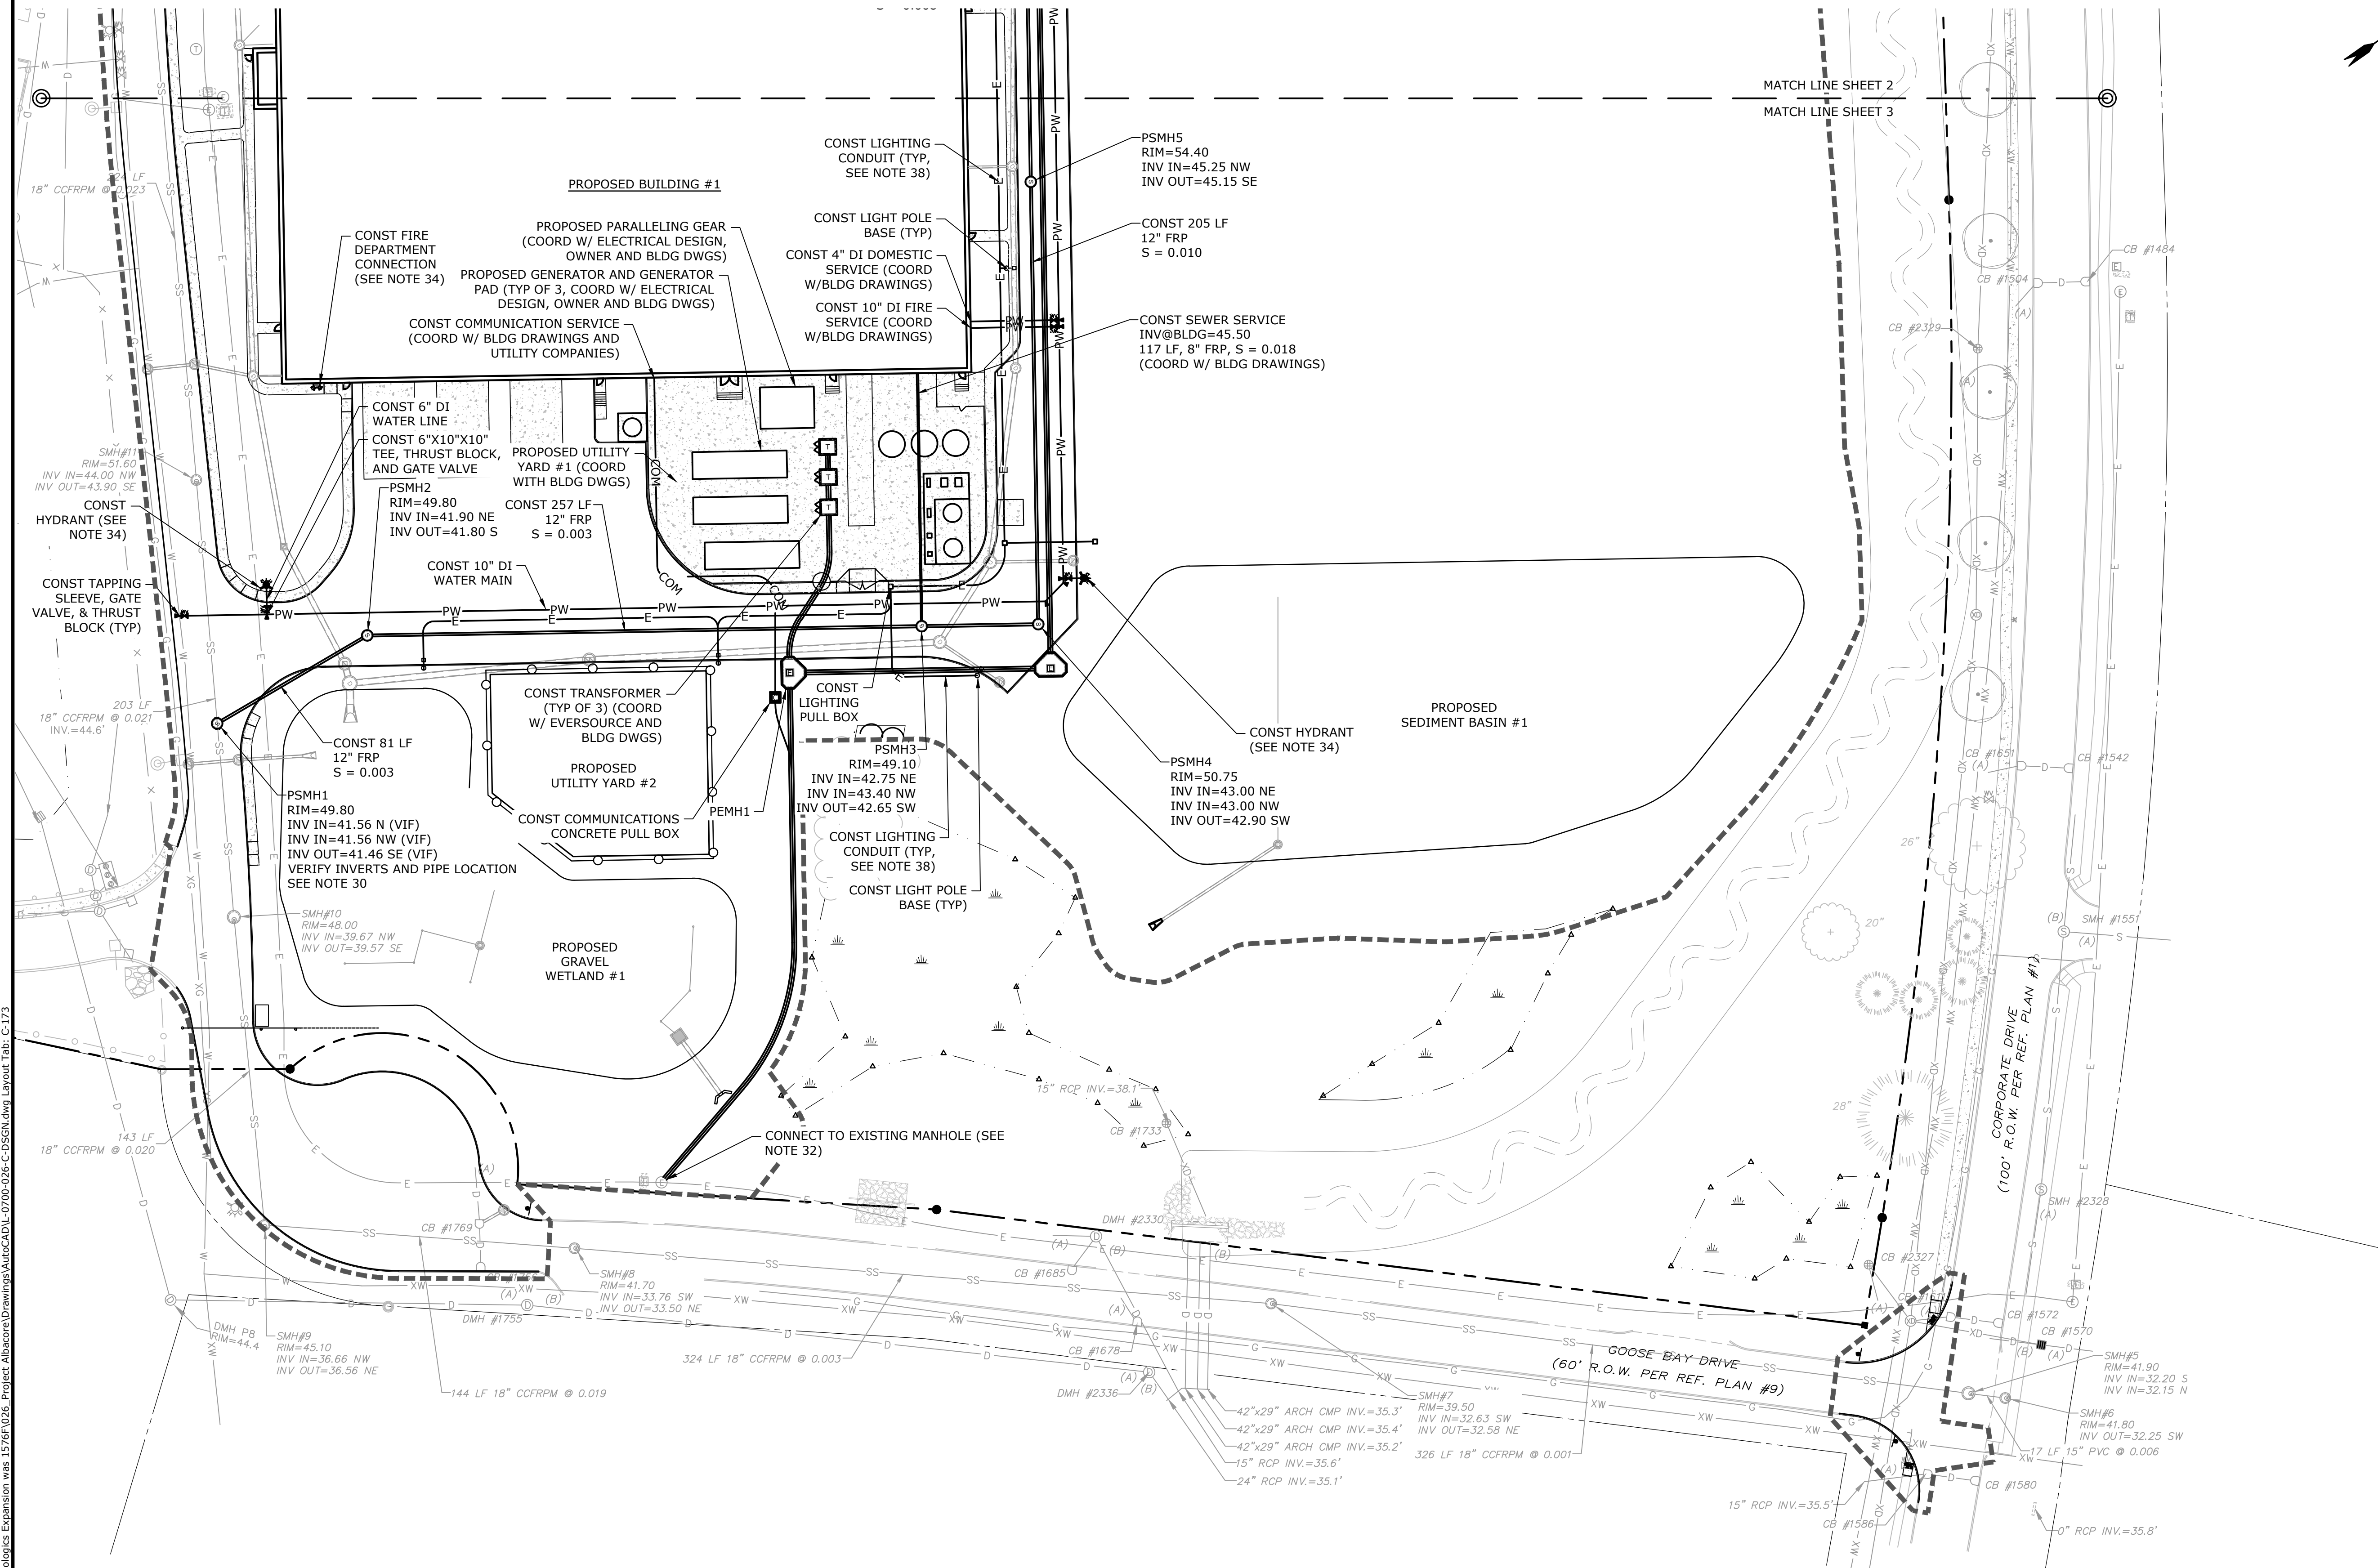 MATCH LINE SHEET 2
MATCH LINE SHEET 3
PROPOSED BUILDING #1
CONST FIRE
DEPARTMENT
CONNECTION
(SEE NOTE 34)
PROPOSED PARALLELING GEAR
(COORD W/ ELECTRICAL DESIGN,
OWNER AND BLDG DWGS)
PROPOSED GENERATOR AND GENERATOR
PAD (TYP OF 3, COORD W/ ELECTRICAL
DESIGN, OWNER AND BLDG DWGS)
CONST COMMUNICATION SERVICE
(COORD W/ BLDG DRAWINGS AND
UTILITY COMPANIES)
CONST LIGHTING
CONDUIT (TYP,
SEE NOTE 38)
CONST LIGHT POLE
BASE (TYP)
CONST 4" DI DOMESTIC
SERVICE (COORD
W/BLDG DRAWINGS)
CONST 10" DI FIRE
SERVICE (COORD
W/BLDG DRAWINGS)
PSMH5
RIM=54.40
INV IN=45.25 NW
INV OUT=45.15 SE
CONST 205 LF
12" FRP
S = 0.010
CONST SEWER SERVICE
INV@BLDG=45.50
117 LF, 8" FRP, S = 0.018
(COORD W/ BLDG DRAWINGS)
18" CCFRPM @ 0.023
CONST 6" DI
WATER LINE
CONST 6"X10"X10"
TEE, THRUST BLOCK,
AND GATE VALVE
PROPOSED UTILITY
YARD #1 (COORD
WITH BLDG DWGS)
SMH#11
RIM=51.60
INV IN=44.00 NW
INV OUT=43.90 SE
CONST
HYDRANT (SEE
NOTE 34)
PSMH2
RIM=49.80
INV IN=41.90 NE
INV OUT=41.80 S
CONST 257 LF
12" FRP
S = 0.003
CONST 10" DI
WATER MAIN
CONST TAPPING
SLEEVE, GATE
VALVE, & THRUST
BLOCK (TYP)
203 LF
18" CCFRPM @ 0.021
INV.=44.6'
CONST 81 LF
12" FRP
S = 0.003
PSMH1
RIM=49.80
INV IN=41.56 N (VIF)
INV IN=41.56 NW (VIF)
INV OUT=41.46 SE (VIF)
VERIFY INVERTS AND PIPE LOCATION
SEE NOTE 30
CONST TRANSFORMER
(TYP OF 3) (COORD
W/ EVERSOURCE AND
BLDG DWGS)
PROPOSED
UTILITY YARD #2
CONST COMMUNICATIONS
CONCRETE PULL BOX
PEMH1
CONST
LIGHTING
PULL BOX
PSMH3
RIM=49.10
INV IN=42.75 NE
INV IN=43.40 NW
INV OUT=42.65 SW
CONST LIGHTING
CONDUIT (TYP,
SEE NOTE 38)
CONST LIGHT POLE
BASE (TYP)
CONST HYDRANT
(SEE NOTE 34)
PSMH4
RIM=50.75
INV IN=43.00 NE
INV IN=43.00 NW
INV OUT=42.90 SW
PROPOSED
SEDIMENT BASIN #1
SMH#10
RIM=48.00
INV IN=39.67 NW
INV OUT=39.57 SE
PROPOSED
GRAVEL
WETLAND #1
CONNECT TO EXISTING MANHOLE (SEE
NOTE 32)
143 LF
18" CCFRPM @ 0.020
15" RCP INV.=38.1'
CB #1733
CB #1769
DMH #2330
CB #1685
SMH#8
RIM=41.70
INV IN=33.76 SW
INV OUT=33.50 NE
DMH #1755
DMH P8
RIM=44.4
SMH#9
RIM=45.10
INV IN=36.66 NW
INV OUT=36.56 NE
144 LF 18" CCFRPM @ 0.019
324 LF 18" CCFRPM @ 0.003
CB #1678
DMH #2336
42"x29" ARCH CMP INV.=35.3'
42"x29" ARCH CMP INV.=35.4'
42"x29" ARCH CMP INV.=35.2'
15" RCP INV.=35.6'
24" RCP INV.=35.1'
SMH#7
RIM=39.50
INV IN=32.63 SW
INV OUT=32.58 NE
326 LF 18" CCFRPM @ 0.001
GOOSE BAY DRIVE
(60' R.O.W. PER REF. PLAN #9)
CORPORATE DRIVE
(100' R.O.W. PER REF. PLAN #1)
CB #1484
CB #1504
CB #2329
CB #1651
CB #1542
26"
20"
28"
SMH #1551
SMH #2328
CB #2327
CB #1572
CB #1570
SMH#5
RIM=41.90
INV IN=32.20 S
INV IN=32.15 N
SMH#6
RIM=41.80
INV OUT=32.25 SW
17 LF 15" PVC @ 0.006
CB #1580
15" RCP INV.=35.5'
CB #1586
0" RCP INV.=35.8'
ologics Expansion was 1576F\026_Project Albacore\Drawings\AutoCAD\L-0700-026-C-DSGN.dwg Layout Tab: C-173